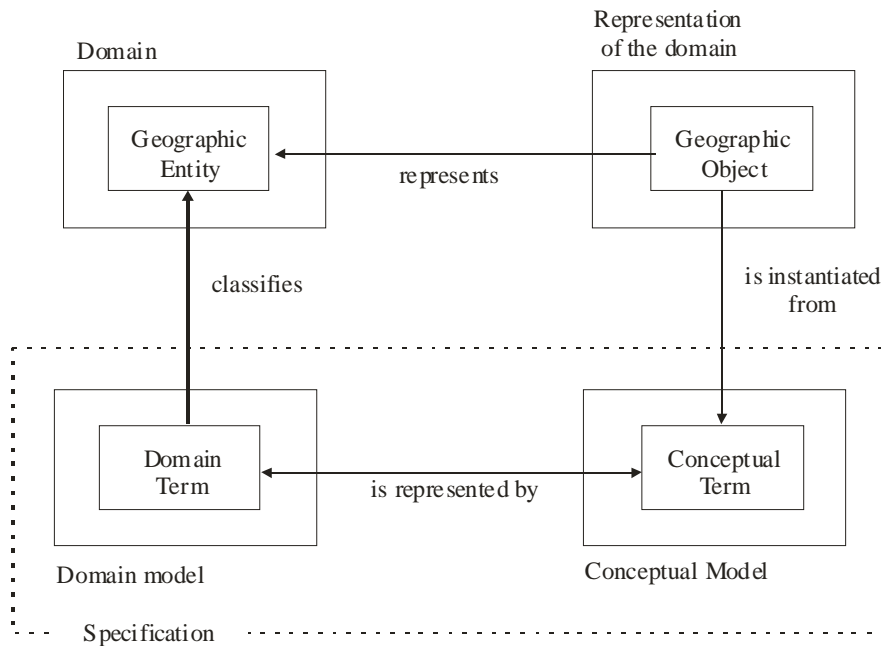 Domain
Representation
of the domain
Geographic
Entity
represents
Geographic
Object
classifies
is instantiated
from
Domain
Term
is represented by
Conceptual
Term
Domain model
Conceptual Model
Specification